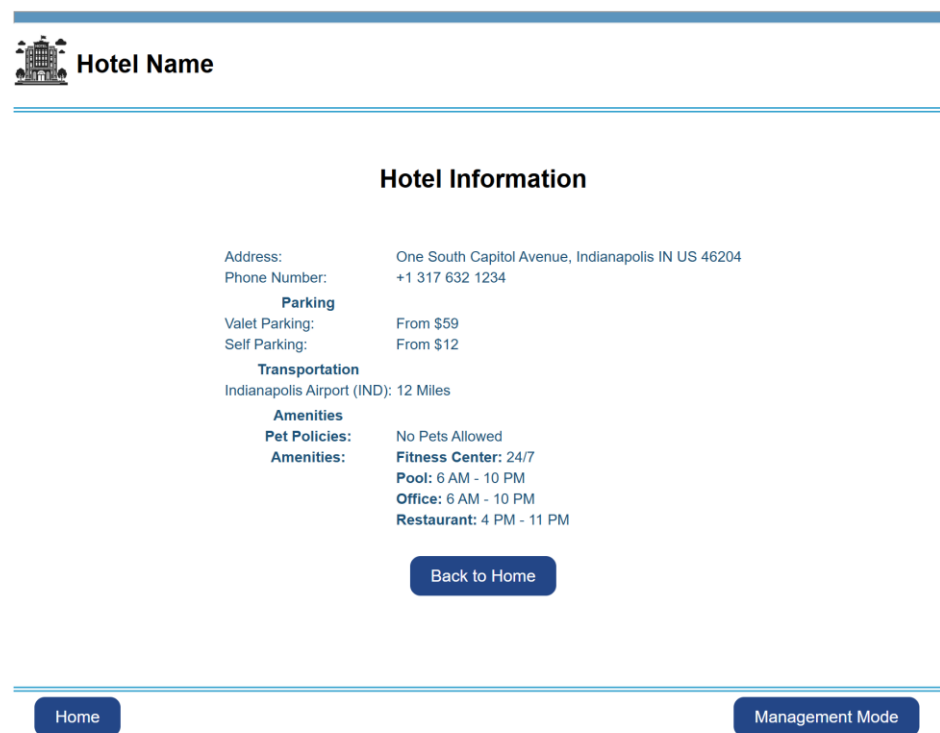 Hotel Name
Hotel Information
Address: One South Capitol Avenue, Indianapolis IN US 46204
Phone Number: +1 317 632 1234
Parking
Valet Parking: From $59
Self Parking: From $12
Transportation
Indianapolis Airport (IND): 12 Miles
Amenities
Pet Policies: No Pets Allowed
Amenities: Fitness Center: 24/7
Pool: 6 AM - 10 PM
Office: 6 AM - 10 PM
Restaurant: 4 PM - 11 PM
Back to Home
Home Management Mode